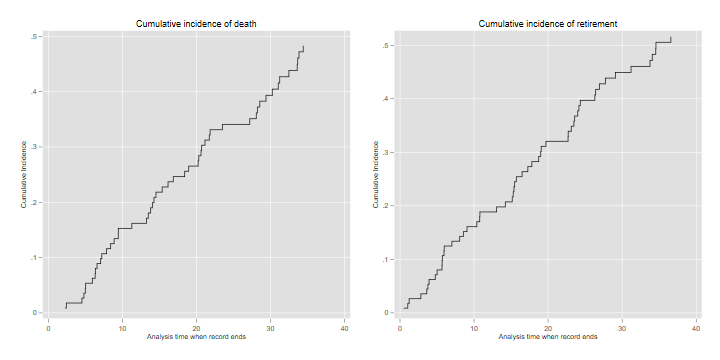 Cumulative incidence of death
.5
.4
.3
.2
.1
0
Cumulative Incidence
0 10 20 30 40
Analysis time when record ends
Cumulative incidence of retirement
.5
.4
.3
.2
.1
0
Cumulative Incidence
0 10 20 30 40
Analysis time when record ends